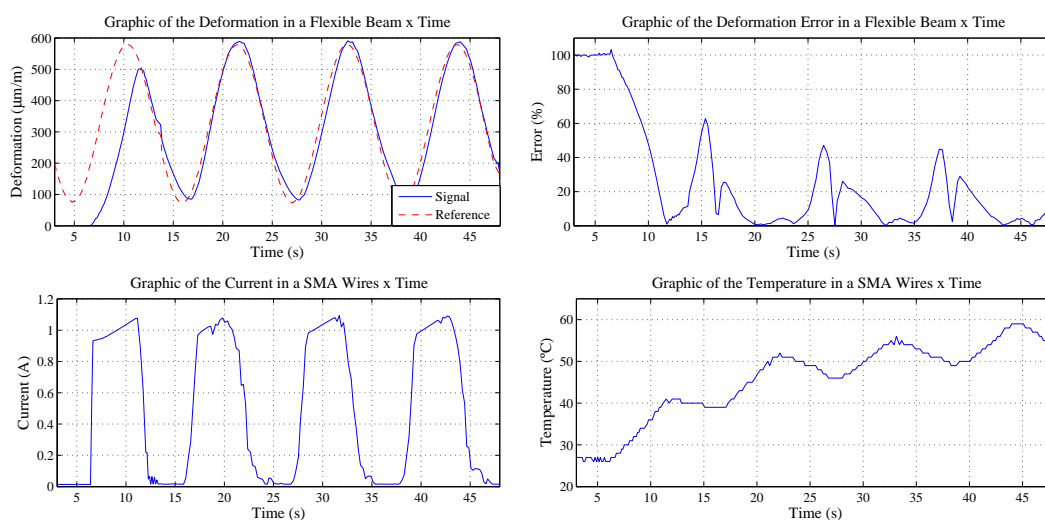 Graphic of the Deformation in a Flexible Beam x Time
600
500
400
300
200
100
0
Deformation (μm/m)
5 10 15 20 25 30 35 40 45
Time (s)
Signal
Reference
Graphic of the Deformation Error in a Flexible Beam x Time
100
80
60
40
20
0
Error (%)
5 10 15 20 25 30 35 40 45
Time (s)
Graphic of the Current in a SMA Wires x Time
1.2
1
0.8
0.6
0.4
0.2
0
Current (A)
5 10 15 20 25 30 35 40 45
Time (s)
Graphic of the Temperature in a SMA Wires x Time
60
50
40
30
20
Temperature (ºC)
5 10 15 20 25 30 35 40 45
Time (s)